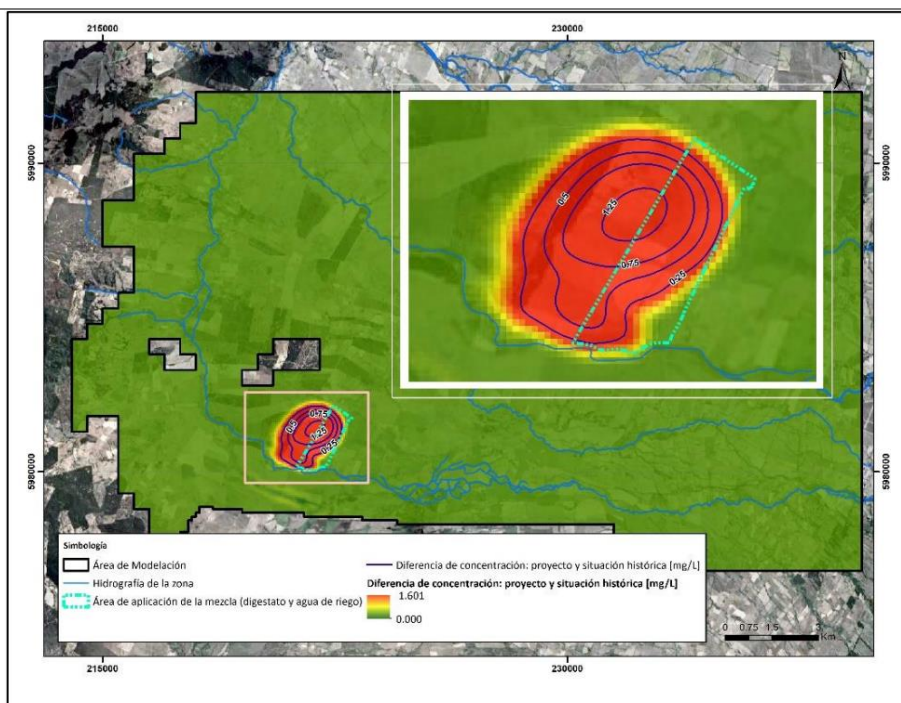 215000 230000
N
5990000 5990000
0.5
1.25
0.75
0.25
0.75
0.5
1.25
0.25
5980000 5980000
Simbología
Área de Modelación
Hidrografía de la zona
Área de aplicación de la mezcla (digestato y agua de riego)
Diferencia de concentración: proyecto y situación histórica [mg/L]
Diferencia de concentración: proyecto y situación histórica [mg/L]
1.601
0.000
0 0.75 1.5 3
Km
215000 230000